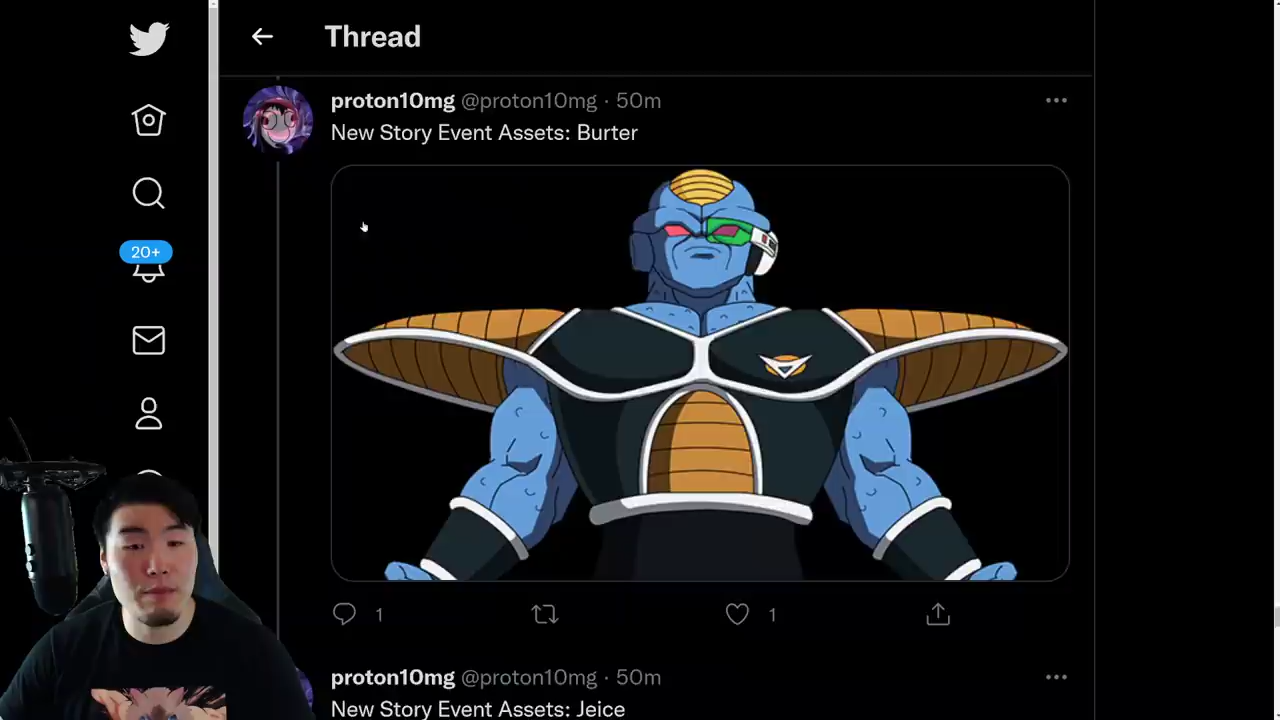 Thread
proton10mg @proton10mg · 50m
New Story Event Assets: Burter
20+
1
1
proton10mg @proton10mg · 50m
New Story Event Assets: Jeice